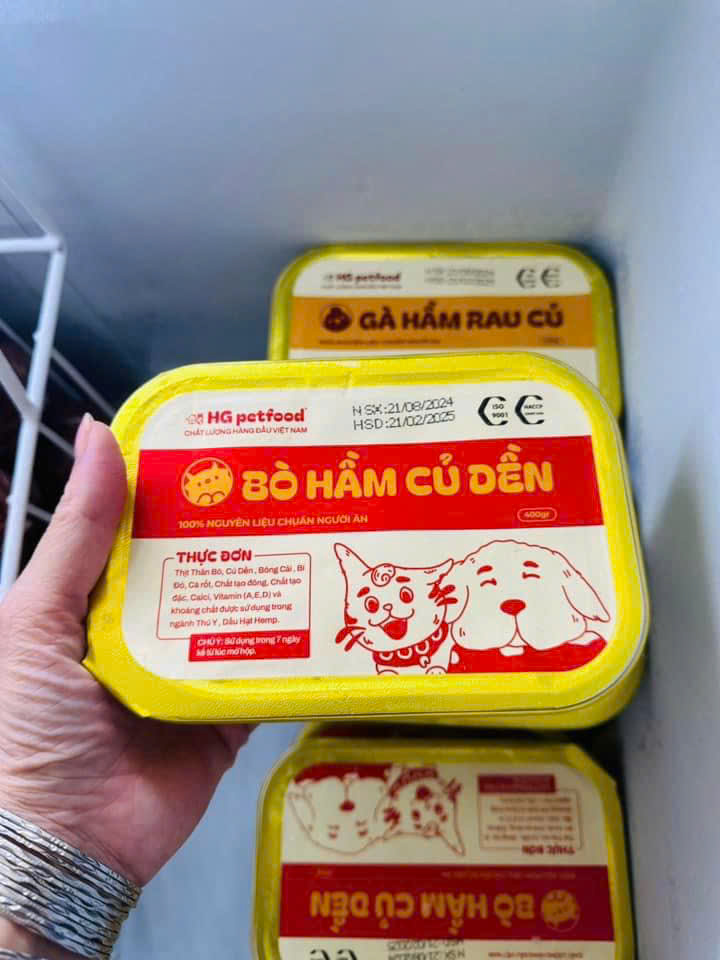 HG petfood
GÀ HẦM RAU CỦ
HG petfood
CHẤT LƯỢNG HÀNG ĐẦU VIỆT NAM
NSX:21/08/2024
HSD:21/02/2025
ISO
9001
HACCP
BÒ HẦM CỦ DỀN
100% NGUYÊN LIỆU CHUẨN NGƯỜI ĂN
400gr
THỰC ĐƠN
Thịt Thăn Bò, Củ Dền, Bông Cải, Bí
Đỏ, Cà rốt, Chất tạo đông, Chất tạo
đặc, Calci, Vitamin (A,E,D) và
khoáng chất được sử dụng trong
ngành Thú Y, Dầu Hạt Hemp.
CHÚ Ý: Sử dụng trong 7 ngày
kể từ lúc mở hộp.
THỰC ĐƠN
BÒ HẦM CỦ DỀN